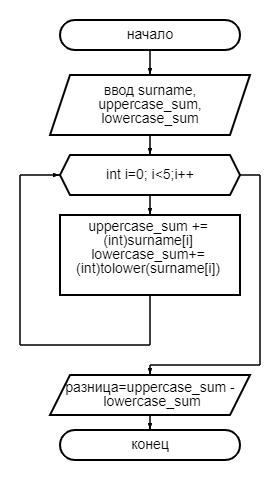 начало
ввод surname,
uppercase_sum,
lowercase_sum
int i=0; i<5;i++
uppercase_sum +=
(int)surname[i]
lowercase_sum+=
(int)tolower(surname[i])
разница=uppercase_sum -
lowercase_sum
конец